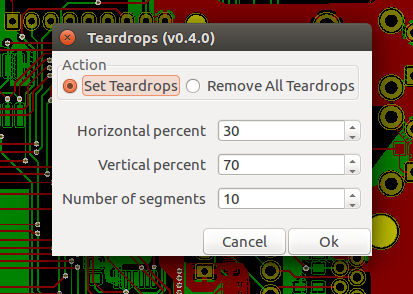 Teardrops (v0.4.0)
Action
Set Teardrops Remove All Teardrops
Horizontal percent 30
Vertical percent 70
Number of segments 10
Cancel Ok